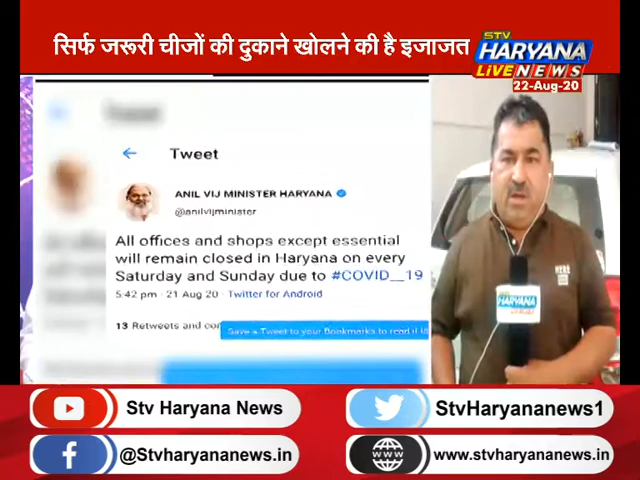 सिर्फ जरूरी चीजों की दुकाने खोलने की है इजाजत
STV
HARYANA
LIVE NEWS
22-Aug-20
Tweet
ANIL VIJ MINISTER HARYANA
@anilvijminister
All offices and shops except essential
will remain closed in Haryana on every
Saturday and Sunday due to #COVID__19
5:42 pm · 21 Aug 20 · Twitter for Android
13 Retweets and
Save a Tweet to your Bookmarks to read it
STV
HARYANA
Stv Haryana News
StvHaryananews1
@Stvharyananews.in
www.stvharyananews.in